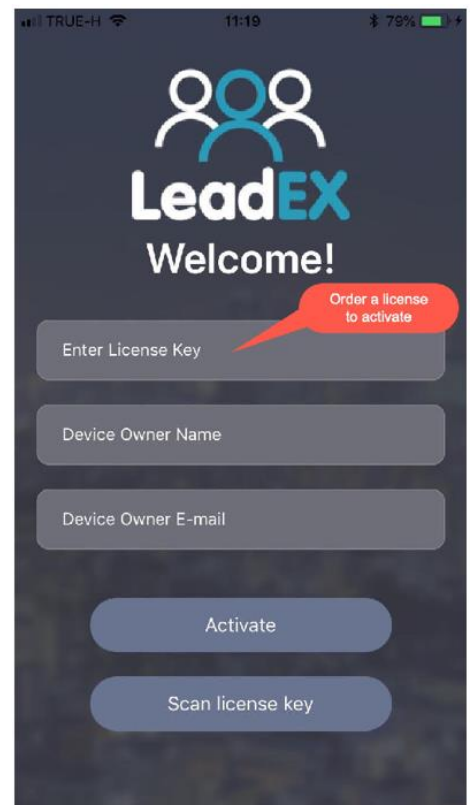 TRUE-H 11:19 79%
LeadEX
Welcome!
Order a license
to activate
Enter License Key
Device Owner Name
Device Owner E-mail
Activate
Scan license key